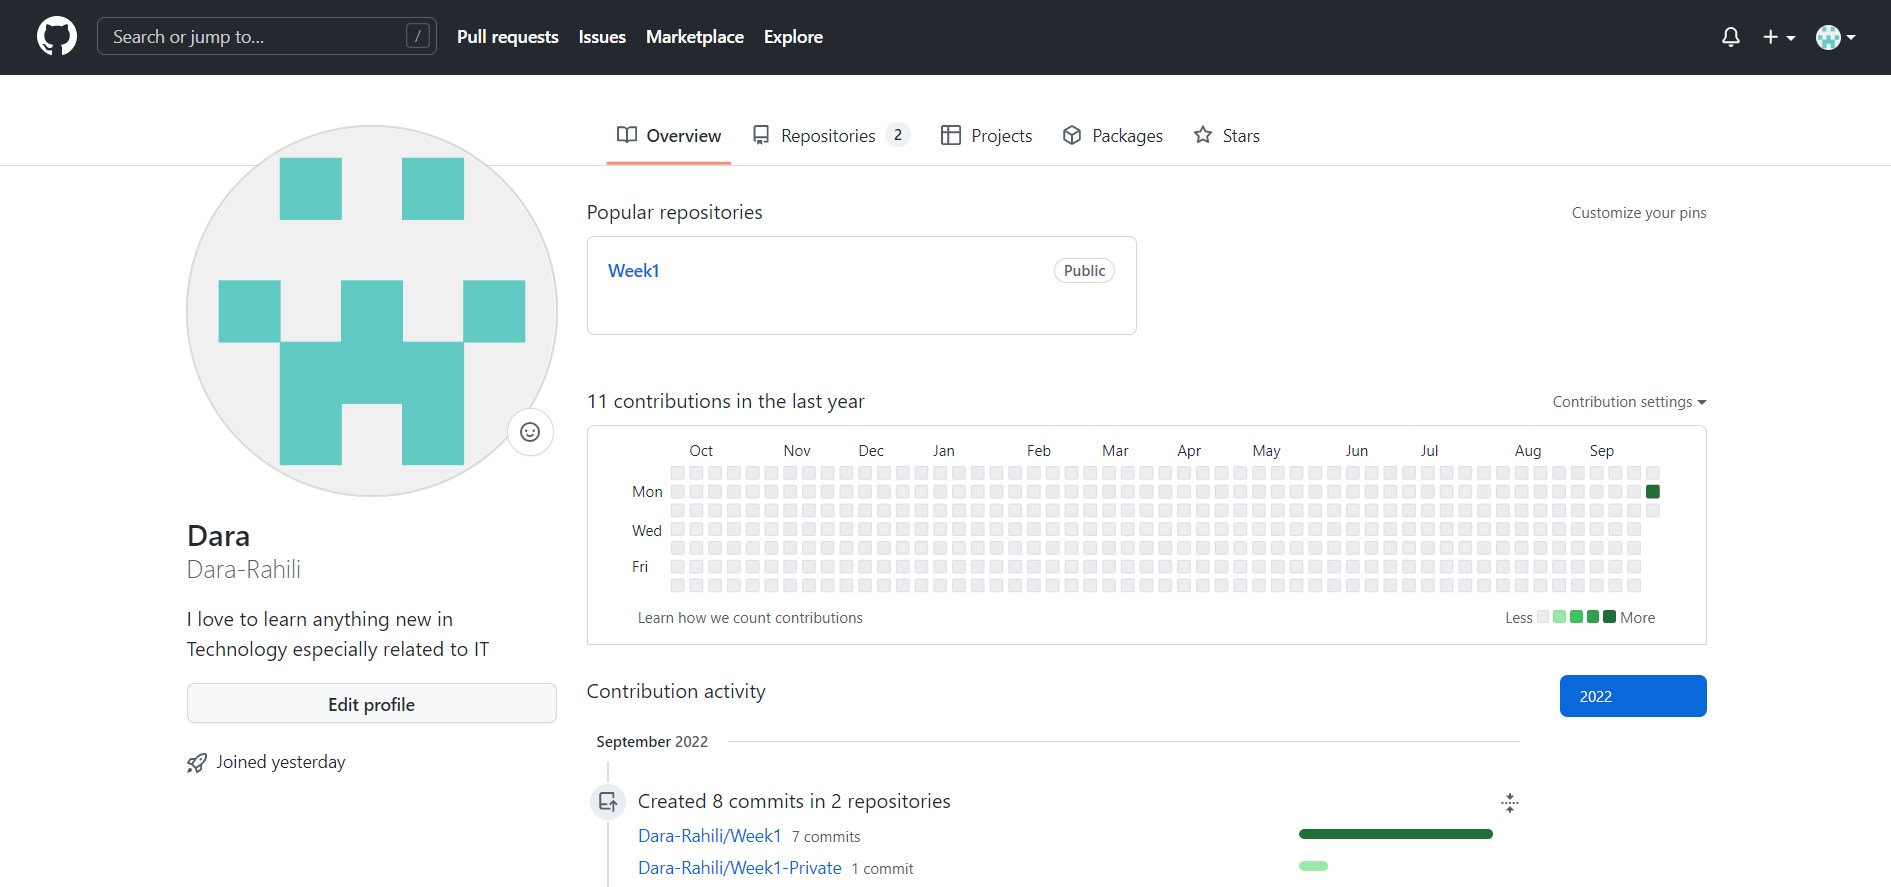 Search or jump to... /
Pull requests
Issues
Marketplace
Explore
Overview
Repositories 2
Projects
Packages
Stars
Dara
Dara-Rahili
I love to learn anything new in
Technology especially related to IT
Edit profile
Joined yesterday
Popular repositories
Customize your pins
Week1
Public
11 contributions in the last year
Contribution settings
Oct Nov Dec Jan Feb Mar Apr May Jun Jul Aug Sep
Mon
Wed
Fri
Learn how we count contributions
Less More
Contribution activity
2022
September 2022
Created 8 commits in 2 repositories
Dara-Rahili/Week1 7 commits
Dara-Rahili/Week1-Private 1 commit